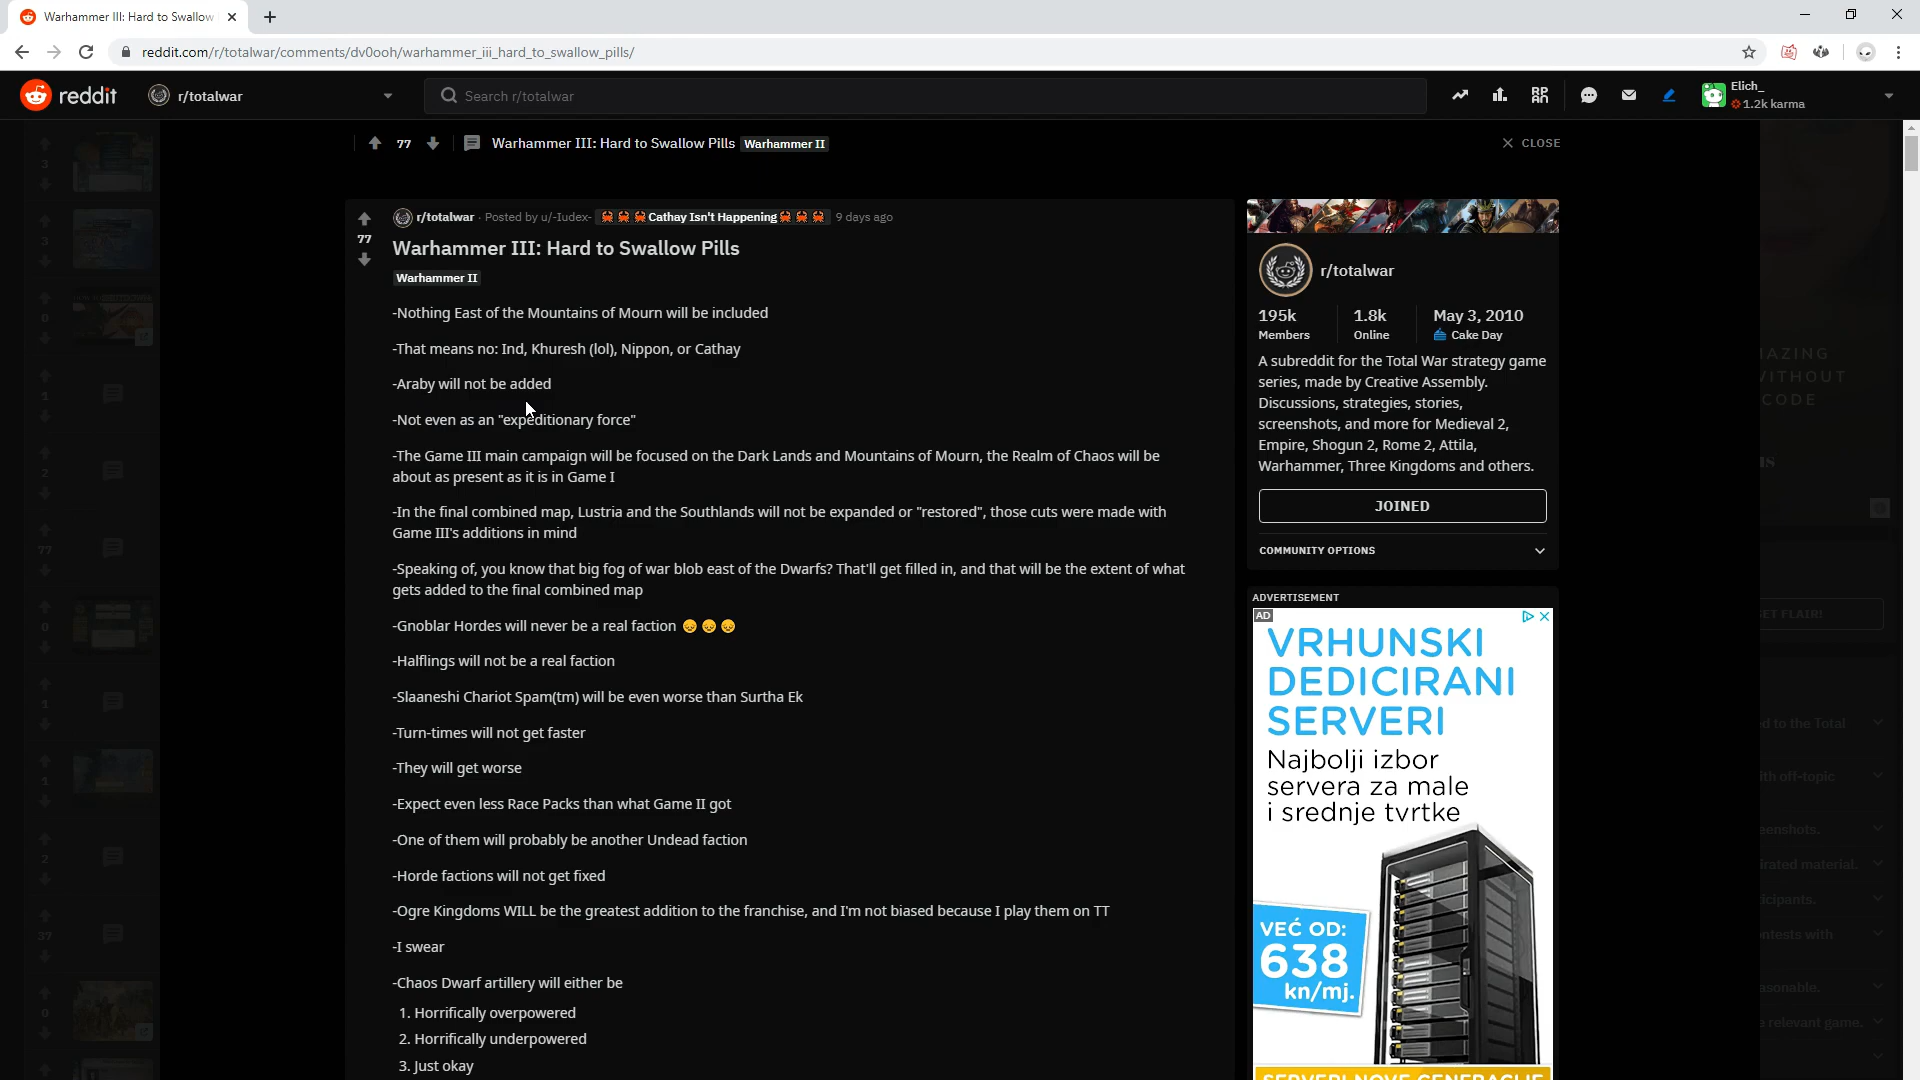 Warhammer III: Hard to Swallow
reddit.com/r/totalwar/comments/dv0ooh/warhammer_iii_hard_to_swallow_pills/
reddit
r/totalwar
Search r/totalwar
Elich_
1.2k karma
77
Warhammer III: Hard to Swallow Pills
Warhammer II
CLOSE
r/totalwar · Posted by u/-Iudex- 🦀🦀🦀Cathay Isn't Happening🦀🦀🦀 9 days ago
77
Warhammer III: Hard to Swallow Pills
Warhammer II
-Nothing East of the Mountains of Mourn will be included
-That means no: Ind, Khuresh (lol), Nippon, or Cathay
-Araby will not be added
-Not even as an "expeditionary force"
-The Game III main campaign will be focused on the Dark Lands and Mountains of Mourn, the Realm of Chaos will be
about as present as it is in Game I
-In the final combined map, Lustria and the Southlands will not be expanded or "restored", those cuts were made with
Game III's additions in mind
-Speaking of, you know that big fog of war blob east of the Dwarfs? That'll get filled in, and that will be the extent of what
gets added to the final combined map
-Gnoblar Hordes will never be a real faction 😞 😞 😞
-Halflings will not be a real faction
-Slaaneshi Chariot Spam(tm) will be even worse than Surtha Ek
-Turn-times will not get faster
-They will get worse
-Expect even less Race Packs than what Game II got
-One of them will probably be another Undead faction
-Horde factions will not get fixed
-Ogre Kingdoms WILL be the greatest addition to the franchise, and I'm not biased because I play them on TT
-I swear
-Chaos Dwarf artillery will either be
1. Horrifically overpowered
2. Horrifically underpowered
3. Just okay
r/totalwar
195k
Members
1.8k
Online
May 3, 2010
Cake Day
A subreddit for the Total War strategy game
series, made by Creative Assembly.
Discussions, strategies, stories,
screenshots, and more for Medieval 2,
Empire, Shogun 2, Rome 2, Attila,
Warhammer, Three Kingdoms and others.
JOINED
COMMUNITY OPTIONS
ADVERTISEMENT
AD
VRHUNSKI
DEDICIRANI
SERVERI
Najbolji izbor
servera za male
i srednje tvrtke
VEĆ OD:
638
kn/mj.
SERVERI NOVE GENERACIJE